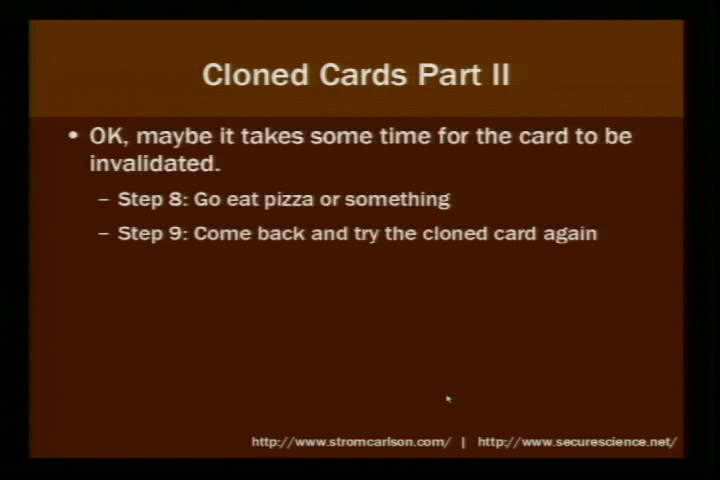 Cloned Cards Part II
• OK, maybe it takes some time for the card to be
invalidated.
– Step 8: Go eat pizza or something
– Step 9: Come back and try the cloned card again
http://www.stromcarlson.com/ | http://www.securescience.net/